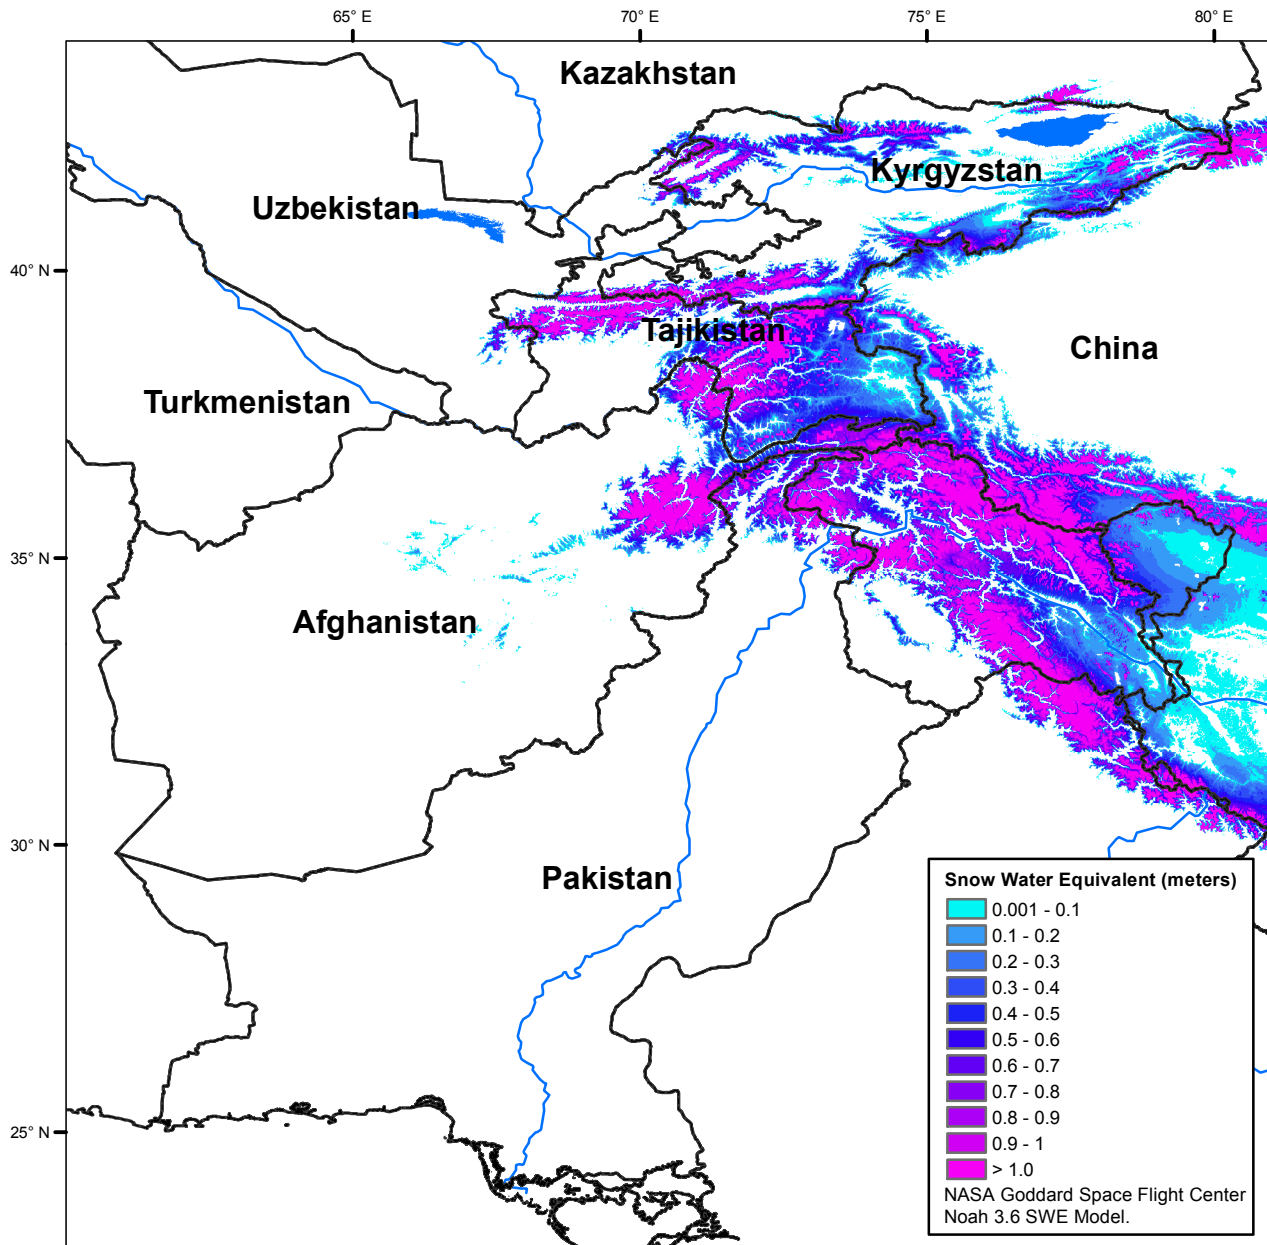 65° E
70° E
75° E
80° E
Kazakhstan
Kyrgyzstan
Uzbekistan
40° N
Tajikistan
China
Turkmenistan
35° N
Afghanistan
30° N
Pakistan
25° N
Snow Water Equivalent (meters)
0.001 - 0.1
0.1 - 0.2
0.2 - 0.3
0.3 - 0.4
0.4 - 0.5
0.5 - 0.6
0.6 - 0.7
0.7 - 0.8
0.8 - 0.9
0.9 - 1
> 1.0
NASA Goddard Space Flight Center
Noah 3.6 SWE Model.